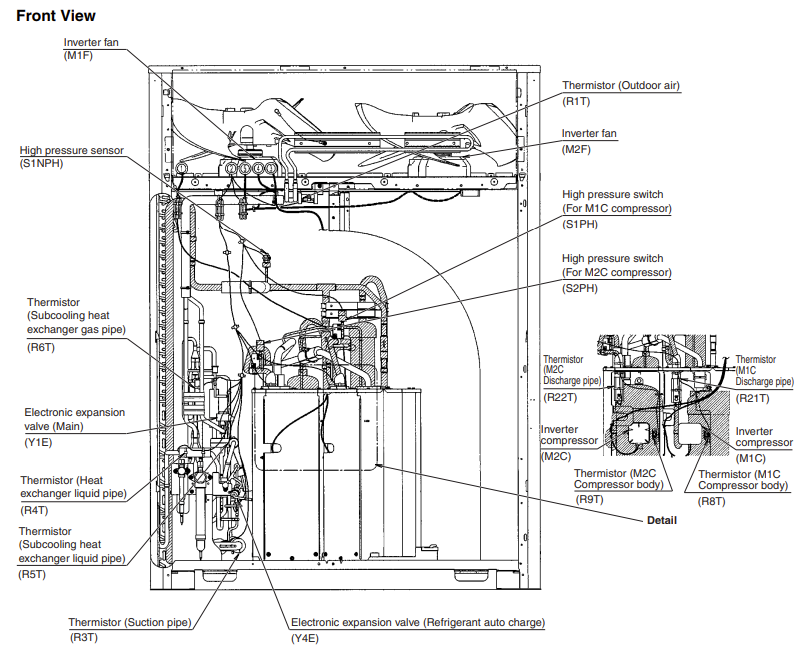 Front View
Inverter fan
(M1F)
High pressure sensor
(S1NPH)
Thermistor
(Subcooling heat
exchanger gas pipe)
(R6T)
Electronic expansion
valve (Main)
(Y1E)
Thermistor (Heat
exchanger liquid pipe)
(R4T)
Thermistor
(Subcooling heat
exchanger liquid pipe)
(R5T)
Thermistor (Suction pipe)
(R3T)
Electronic expansion valve (Refrigerant auto charge)
(Y4E)
Thermistor (Outdoor air)
(R1T)
Inverter fan
(M2F)
High pressure switch
(For M1C compressor)
(S1PH)
High pressure switch
(For M2C compressor)
(S2PH)
Thermistor
(M2C
Discharge pipe)
(R22T)
Thermistor
(M1C
Discharge pipe)
(R21T)
Inverter
compressor
(M2C)
Inverter
compressor
(M1C)
Thermistor (M2C
Compressor body)
(R9T)
Thermistor (M1C
Compressor body)
(R8T)
Detail